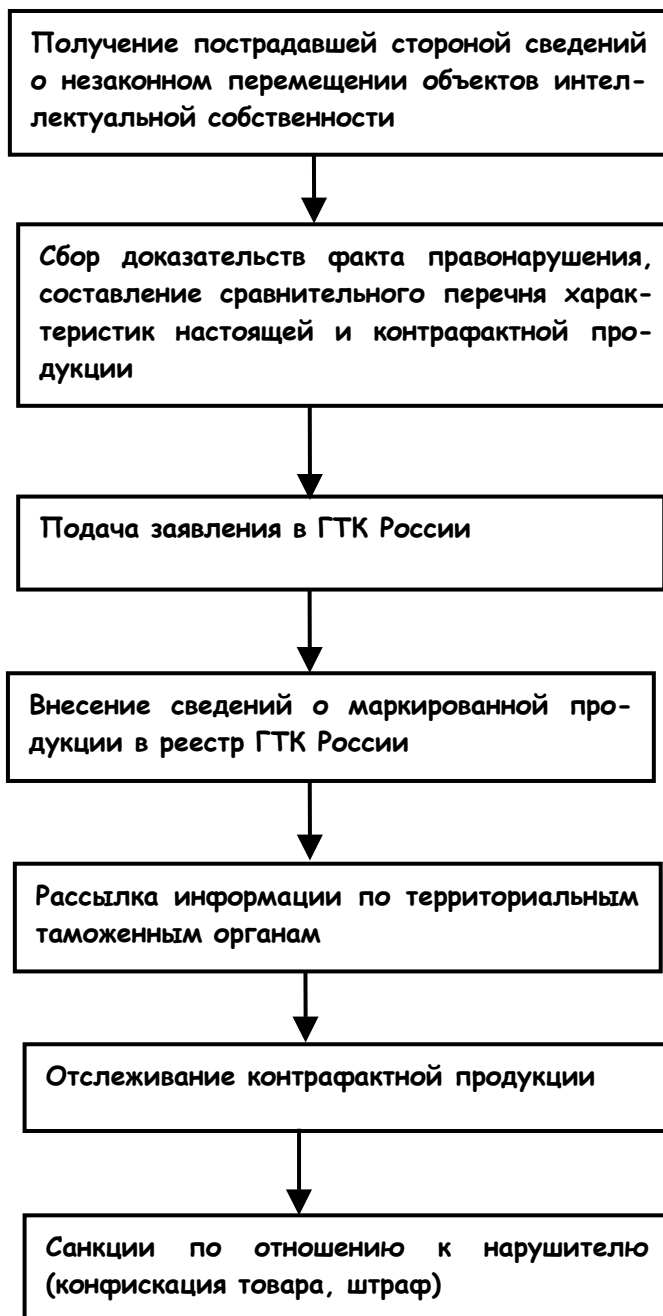 Получение пострадавшей стороной сведений
о незаконном перемещении объектов интел-
лектуальной собственности
Сбор доказательств факта правонарушения,
составление сравнительного перечня харак-
теристик настоящей и контрафактной про-
дукции
Подача заявления в ГТК России
Внесение сведений о маркированной про-
дукции в реестр ГТК России
Рассылка информации по территориальным
таможенным органам
Отслеживание контрафактной продукции
Санкции по отношению к нарушителю
(конфискация товара, штраф)